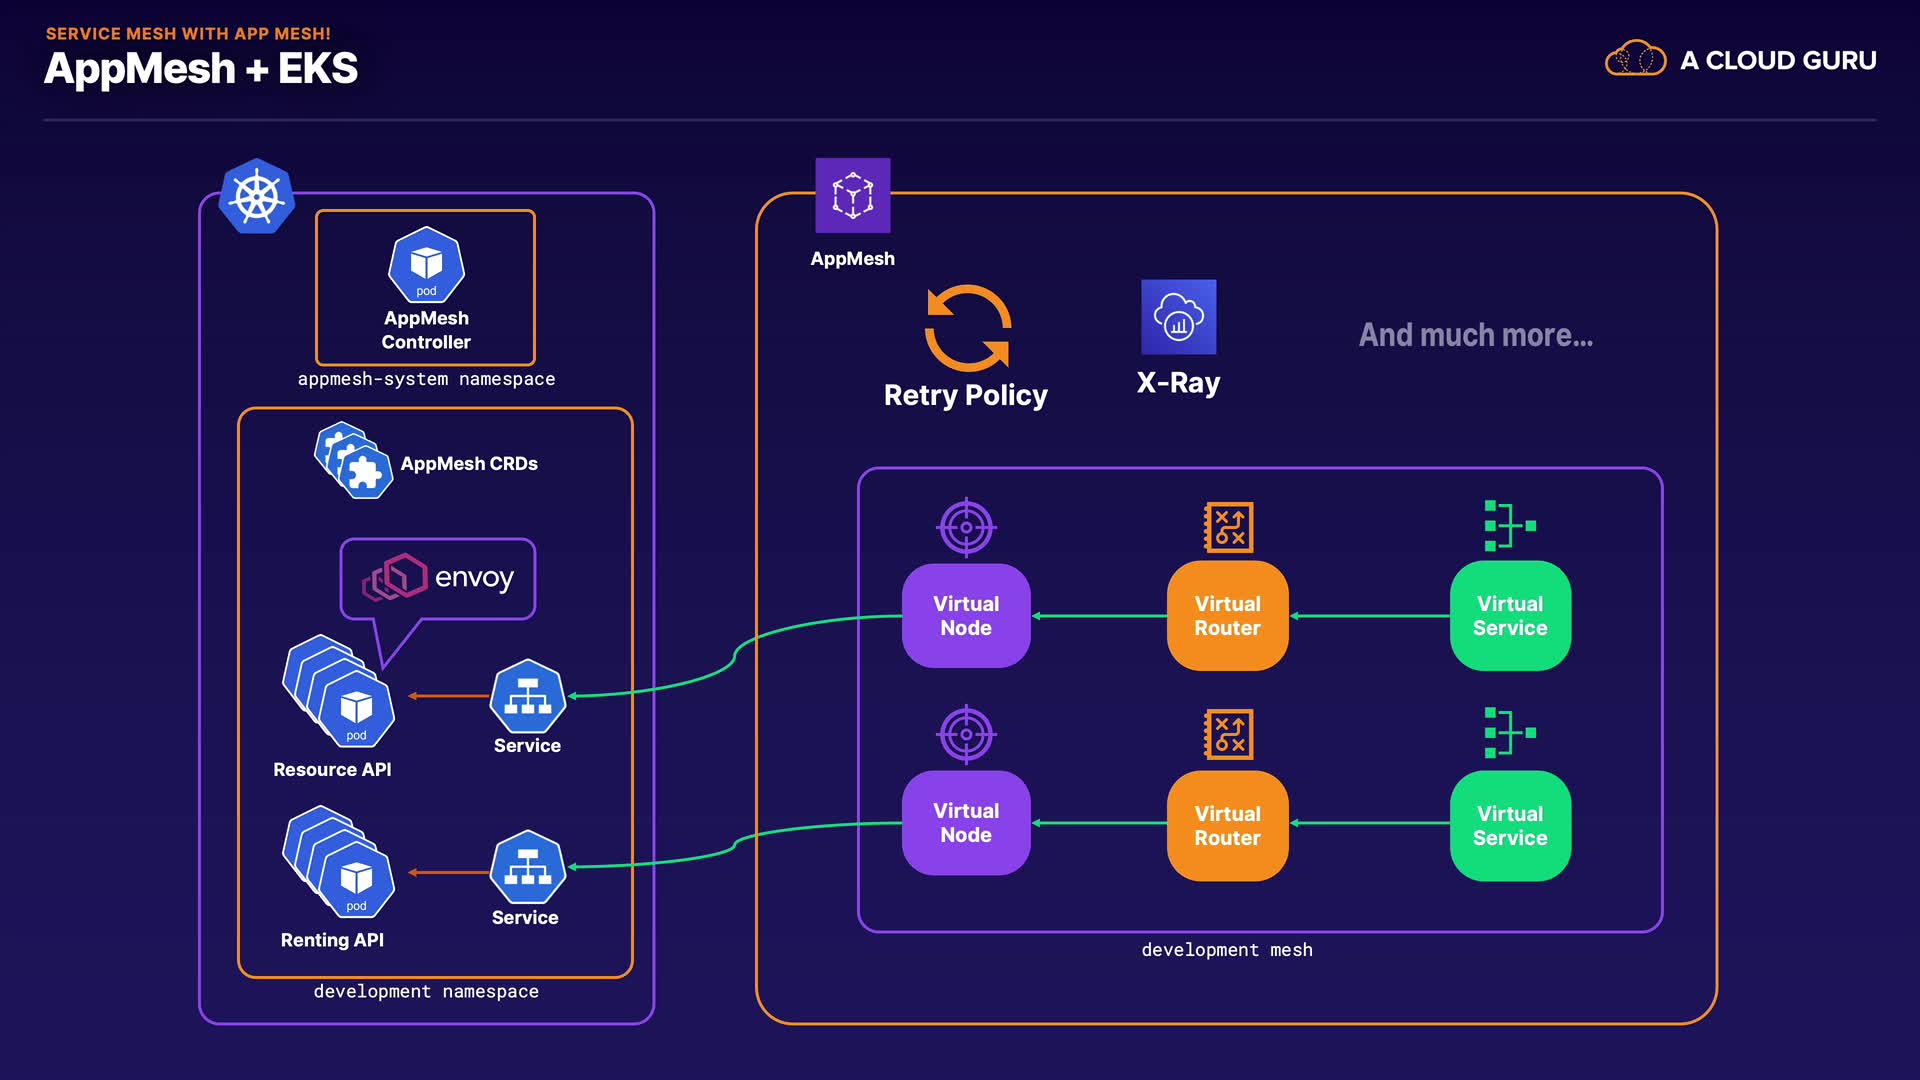 SERVICE MESH WITH APP MESH!
AppMesh + EKS
A CLOUD GURU
pod
AppMesh
Controller
appmesh-system namespace
AppMesh CRDs
envoy
pod
Resource API
Service
pod
Renting API
Service
development namespace
AppMesh
Retry Policy
X-Ray
And much more...
Virtual
Node
Virtual
Router
Virtual
Service
Virtual
Node
Virtual
Router
Virtual
Service
development mesh